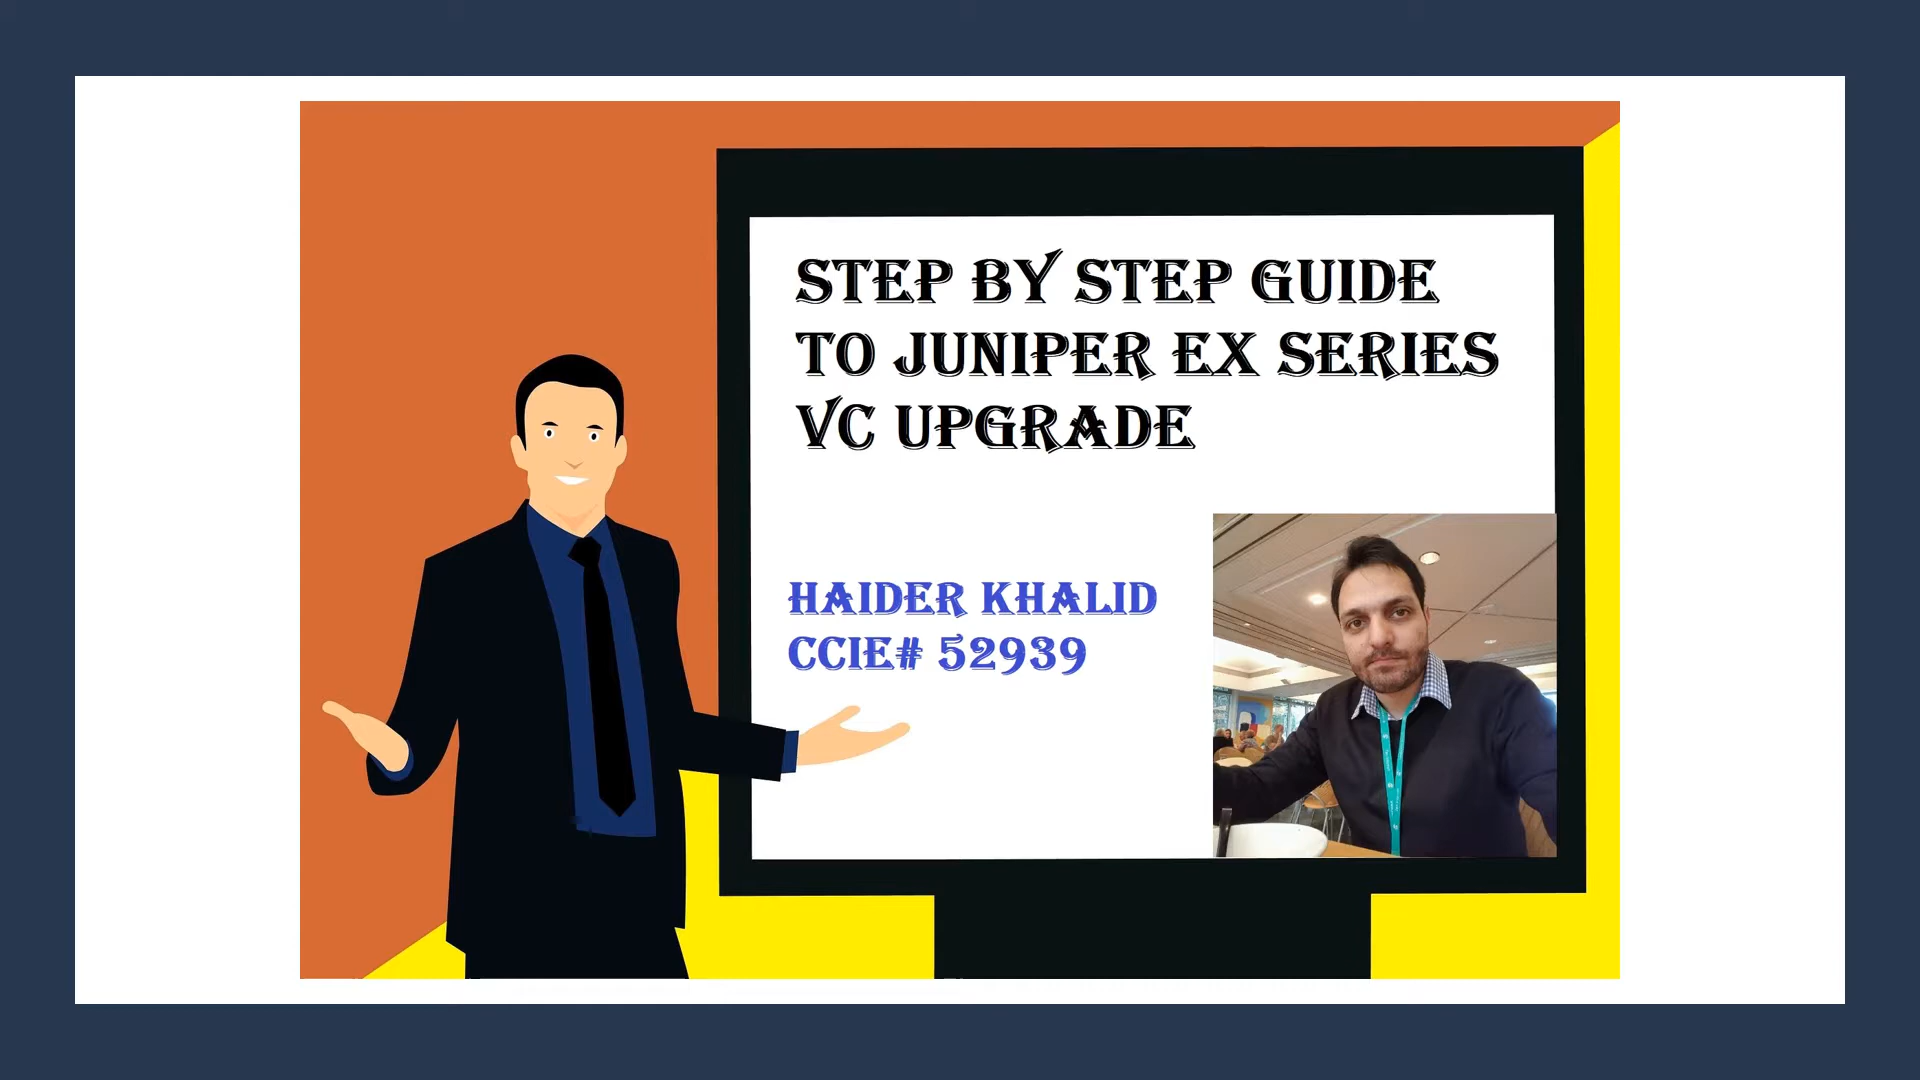 STEP BY STEP GUIDE
TO JUNIPER EX SERIES
VC UPGRADE
HAIDER KHALID
CCIE# 52939